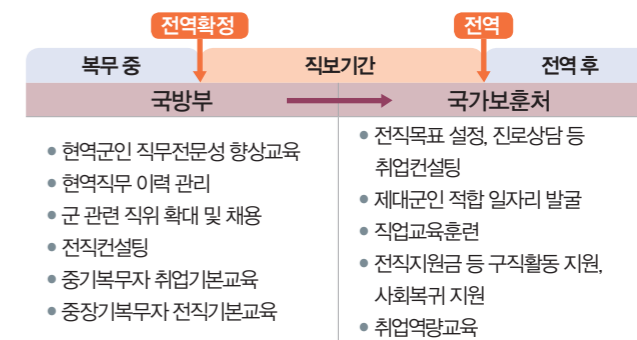 전역확정 전역
복무 중 직보기간 전역 후
국방부 국가보훈처
• 현역군인 직무전문성 향상교육
• 현역직무 이력 관리
• 군 관련 직위 확대 및 채용
• 전직컨설팅
• 중기복무자 취업기본교육
• 중장기복무자 전직기본교육
• 전직목표 설정, 진로상담 등
취업컨설팅
• 제대군인 적합 일자리 발굴
• 직업교육훈련
• 전직지원금 등 구직활동 지원,
사회복귀 지원
• 취업역량교육